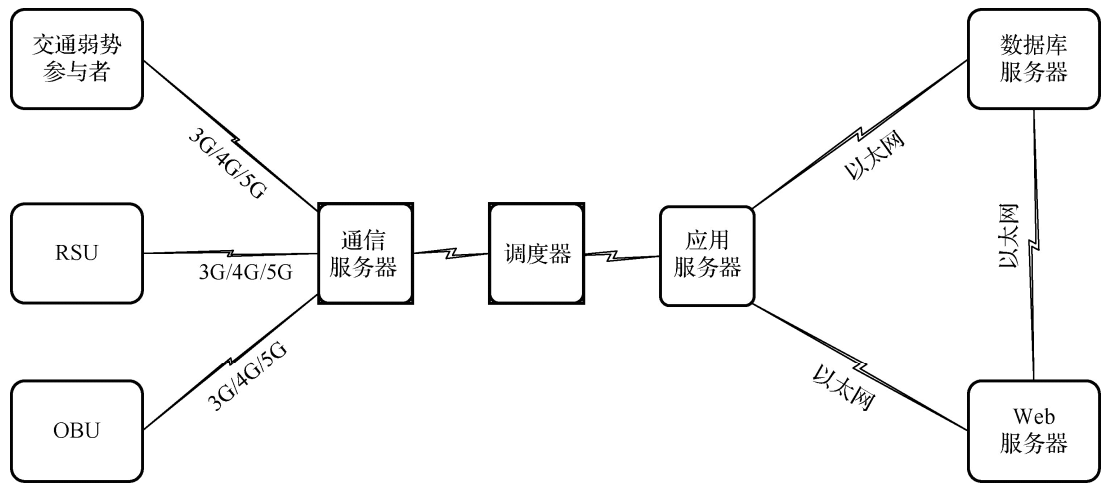 交通弱势
参与者
3G/4G/5G
RSU
3G/4G/5G
OBU
3G/4G/5G
通信
服务器
调度器
应用
服务器
以太网
数据库
服务器
以太网
以太网
Web
服务器